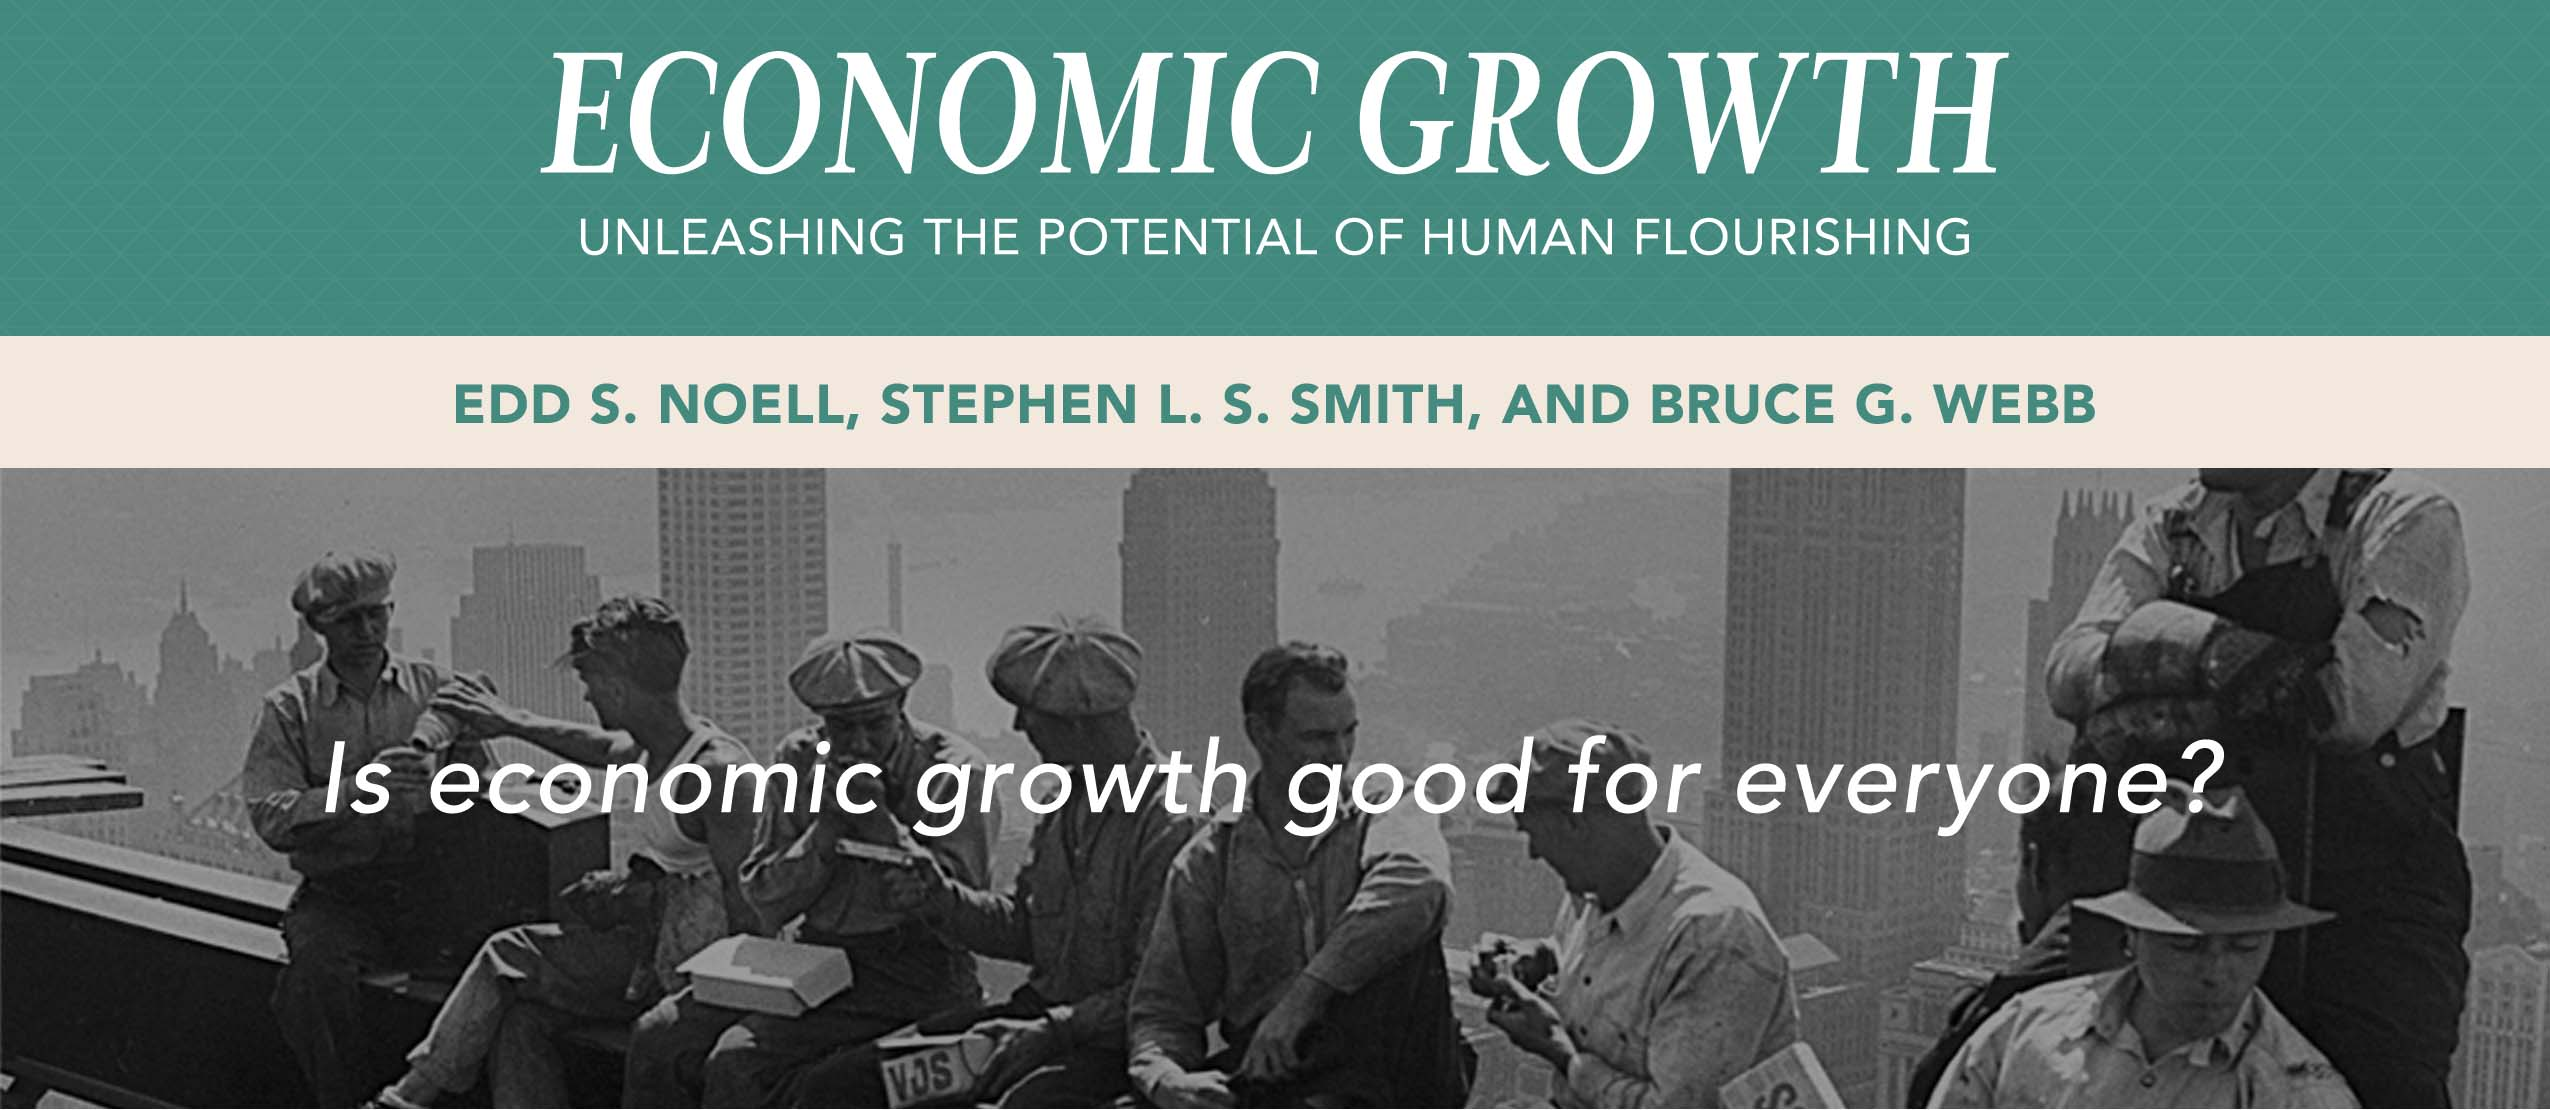 ECONOMIC GROWTH
UNLEASHING THE POTENTIAL OF HUMAN FLOURISHING
EDD S. NOELL, STEPHEN L. S. SMITH, AND BRUCE G. WEBB
Is economic growth good for everyone?